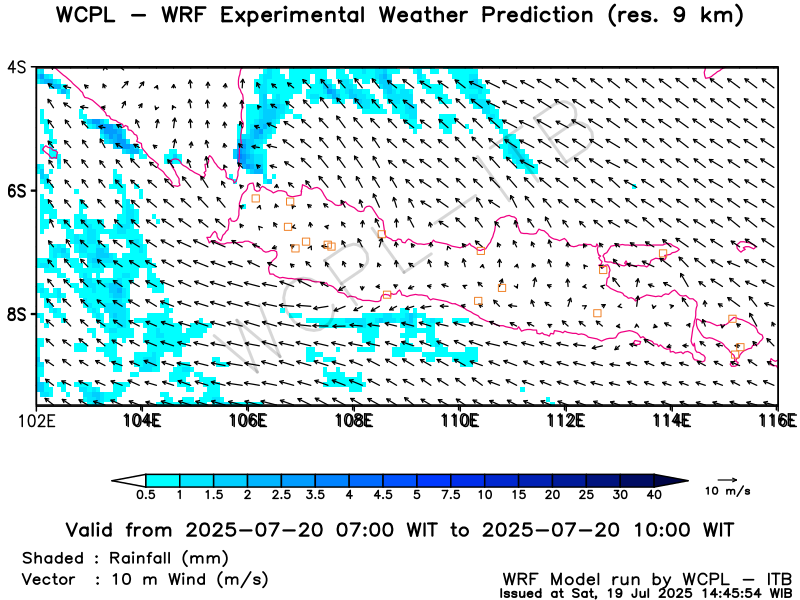 WCPL – WRF Experimental Weather Prediction (res. 9 km)
4S
6S
8S
102E 104E 106E 108E 110E 112E 114E 116E
WCPL-ITB
0.5 1 1.5 2 2.5 3.5 4 4.5 5 7.5 10 15 20 25 30 40
10 m/s
Valid from 2025-07-20 07:00 WIT to 2025-07-20 10:00 WIT
Shaded : Rainfall (mm)
Vector : 10 m Wind (m/s)
WRF Model run by WCPL – ITB
Issued at Sat, 19 Jul 2025 14:45:54 WIB